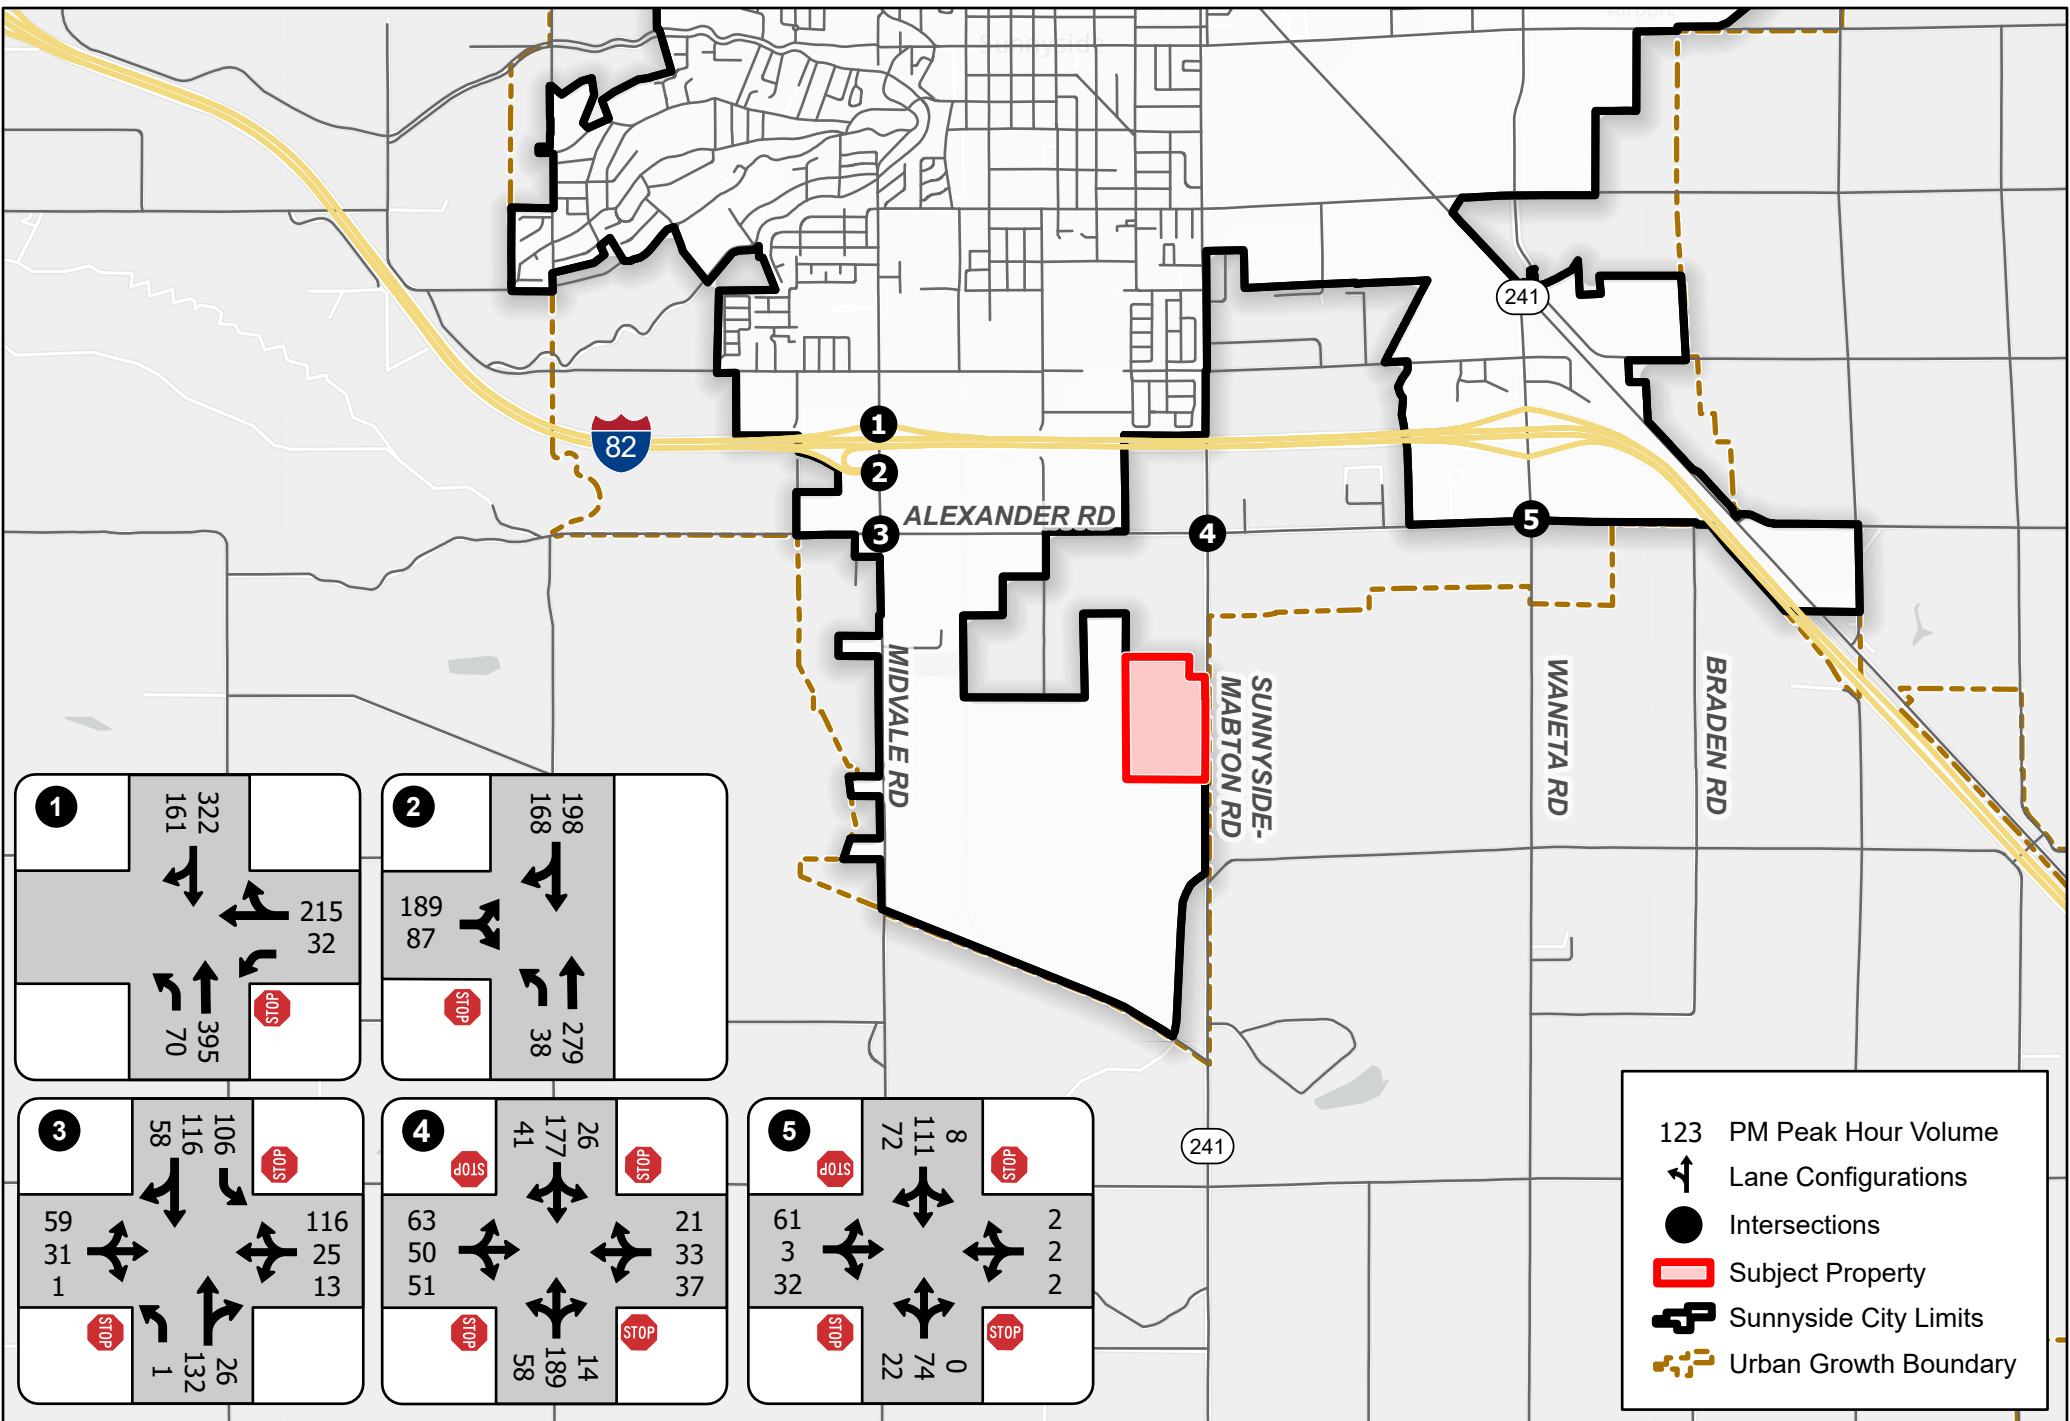 Sunnyside
Airport
241
82
1
2
ALEXANDER RD
3
4
5
MIDVALE RD
SUNNYSIDE-
MABTON RD
WANETA RD
BRADEN RD
241
1
161
322
215
32
70
395
STOP
2
168
198
189
87
38
279
STOP
3
58
116
106
STOP
59
31
1
116
25
13
STOP
1
132
26
4
41
177
26
STOP
STOP
63
50
51
21
33
37
STOP
STOP
58
189
14
5
72
111
8
STOP
STOP
61
3
32
2
2
2
STOP
STOP
22
74
0
123 PM Peak Hour Volume
Lane Configurations
Intersections
Subject Property
Sunnyside City Limits
Urban Growth Boundary